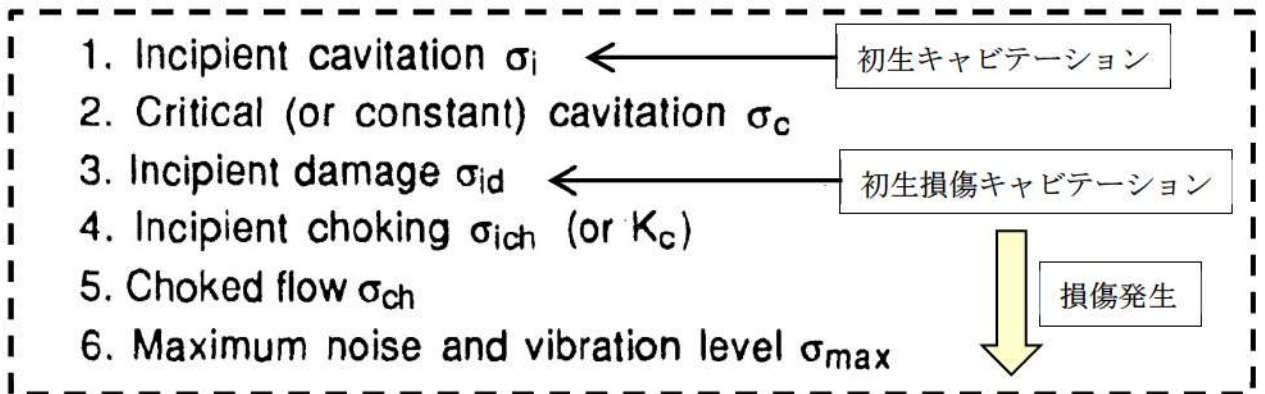 1. Incipient cavitation σi
初生キャビテーション
2. Critical (or constant) cavitation σc
3. Incipient damage σid
初生損傷キャビテーション
4. Incipient choking σich (or Kc)
5. Choked flow σch
損傷発生
6. Maximum noise and vibration level σmax